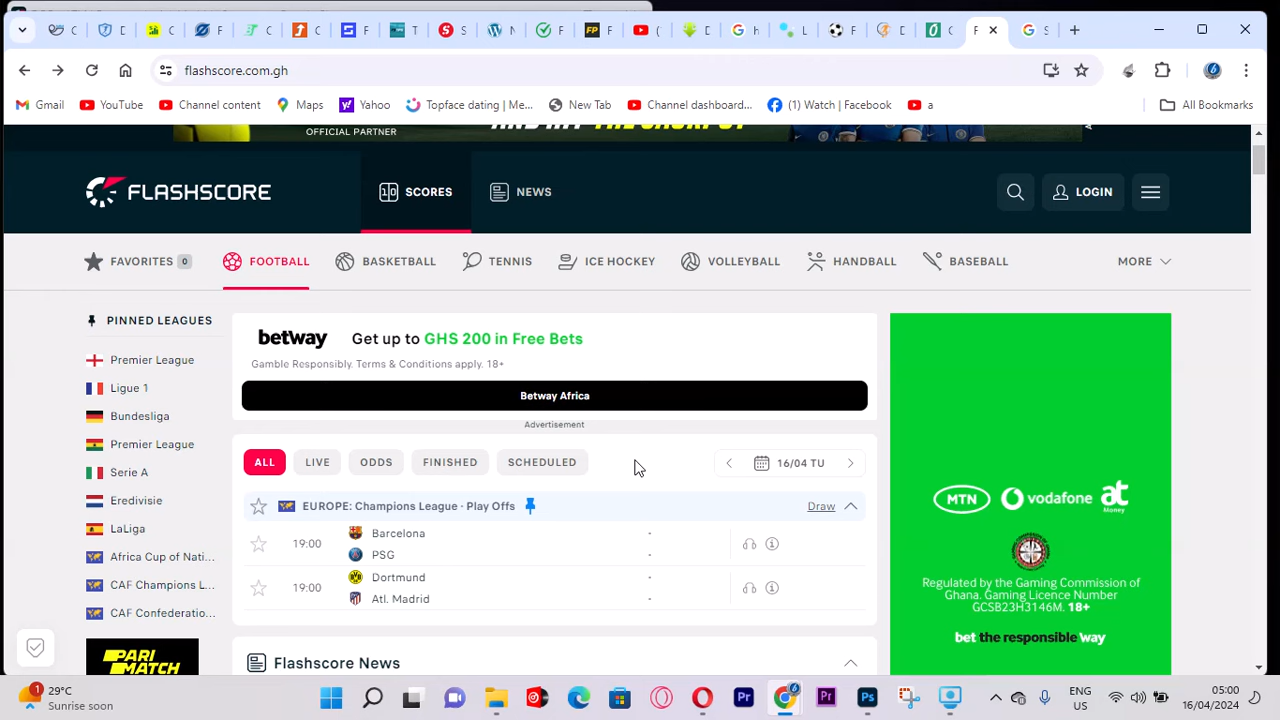 flashscore.com.gh
Gmail
YouTube
Channel content
Maps
Yahoo
Topface dating | Me...
New Tab
Channel dashboard...
(1) Watch | Facebook
a
All Bookmarks
OFFICIAL PARTNER
FLASHSCORE
SCORES
NEWS
LOGIN
FAVORITES 0
FOOTBALL
BASKETBALL
TENNIS
ICE HOCKEY
VOLLEYBALL
HANDBALL
BASEBALL
MORE
PINNED LEAGUES
Premier League
Ligue 1
Bundesliga
Premier League
Serie A
Eredivisie
LaLiga
Africa Cup of Nati...
CAF Champions L...
CAF Confederatio...
PARI
MATCH
betway
Get up to GHS 200 in Free Bets
Gamble Responsibly. Terms & Conditions apply. 18+
Betway Africa
Advertisement
ALL
LIVE
ODDS
FINISHED
SCHEDULED
16/04 TU
EUROPE: Champions League · Play Offs
Draw
19:00
Barcelona
-
PSG
-
19:00
Dortmund
-
Atl. Madrid
-
Flashscore News
MTN
vodafone
at
Money
Regulated by the Gaming Commission of
Ghana. Gaming Licence Number
GCSB23H3146M. 18+
bet the responsible way
1
29°C
Sunrise soon
ENG
US
05:00
16/04/2024